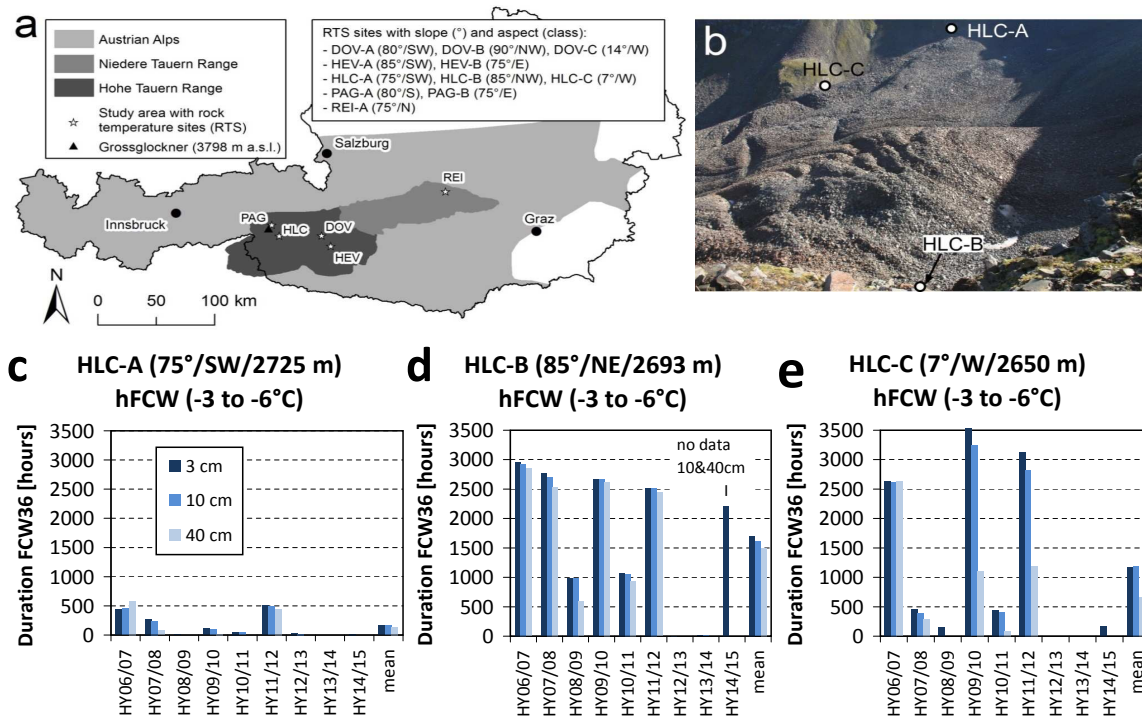 a
Austrian Alps
Niedere Tauern Range
Hohe Tauern Range
Study area with rock
temperature sites (RTS)
Grossglockner (3798 m a.s.l.)
RTS sites with slope (°) and aspect (class):
- DOV-A (80°/SW), DOV-B (90°/NW), DOV-C (14°/W)
- HEV-A (85°/SW), HEV-B (75°/E)
- HLC-A (75°/SW), HLC-B (85°/NW), HLC-C (7°/W)
- PAG-A (80°/S), PAG-B (75°/E)
- REI-A (75°/N)
Salzburg
REI
Innsbruck
PAG
HLC
DOV
HEV
Graz
N
0 50 100 km
b
HLC-A
HLC-C
HLC-B
c
HLC-A (75°/SW/2725 m)
hFCW (-3 to -6°C)
Duration FCW36 [hours]
3500
3000
2500
2000
1500
1000
500
0
3 cm
10 cm
40 cm
HY06/07
HY07/08
HY08/09
HY09/10
HY10/11
HY11/12
HY12/13
HY13/14
HY14/15
mean
d
HLC-B (85°/NE/2693 m)
hFCW (-3 to -6°C)
Duration FCW36 [hours]
3500
3000
2500
2000
1500
1000
500
0
no data
10&40cm
HY06/07
HY07/08
HY08/09
HY09/10
HY10/11
HY11/12
HY12/13
HY13/14
HY14/15
mean
e
HLC-C (7°/W/2650 m)
hFCW (-3 to -6°C)
Duration FCW36 [hours]
3500
3000
2500
2000
1500
1000
500
0
HY06/07
HY07/08
HY08/09
HY09/10
HY10/11
HY11/12
HY12/13
HY13/14
HY14/15
mean